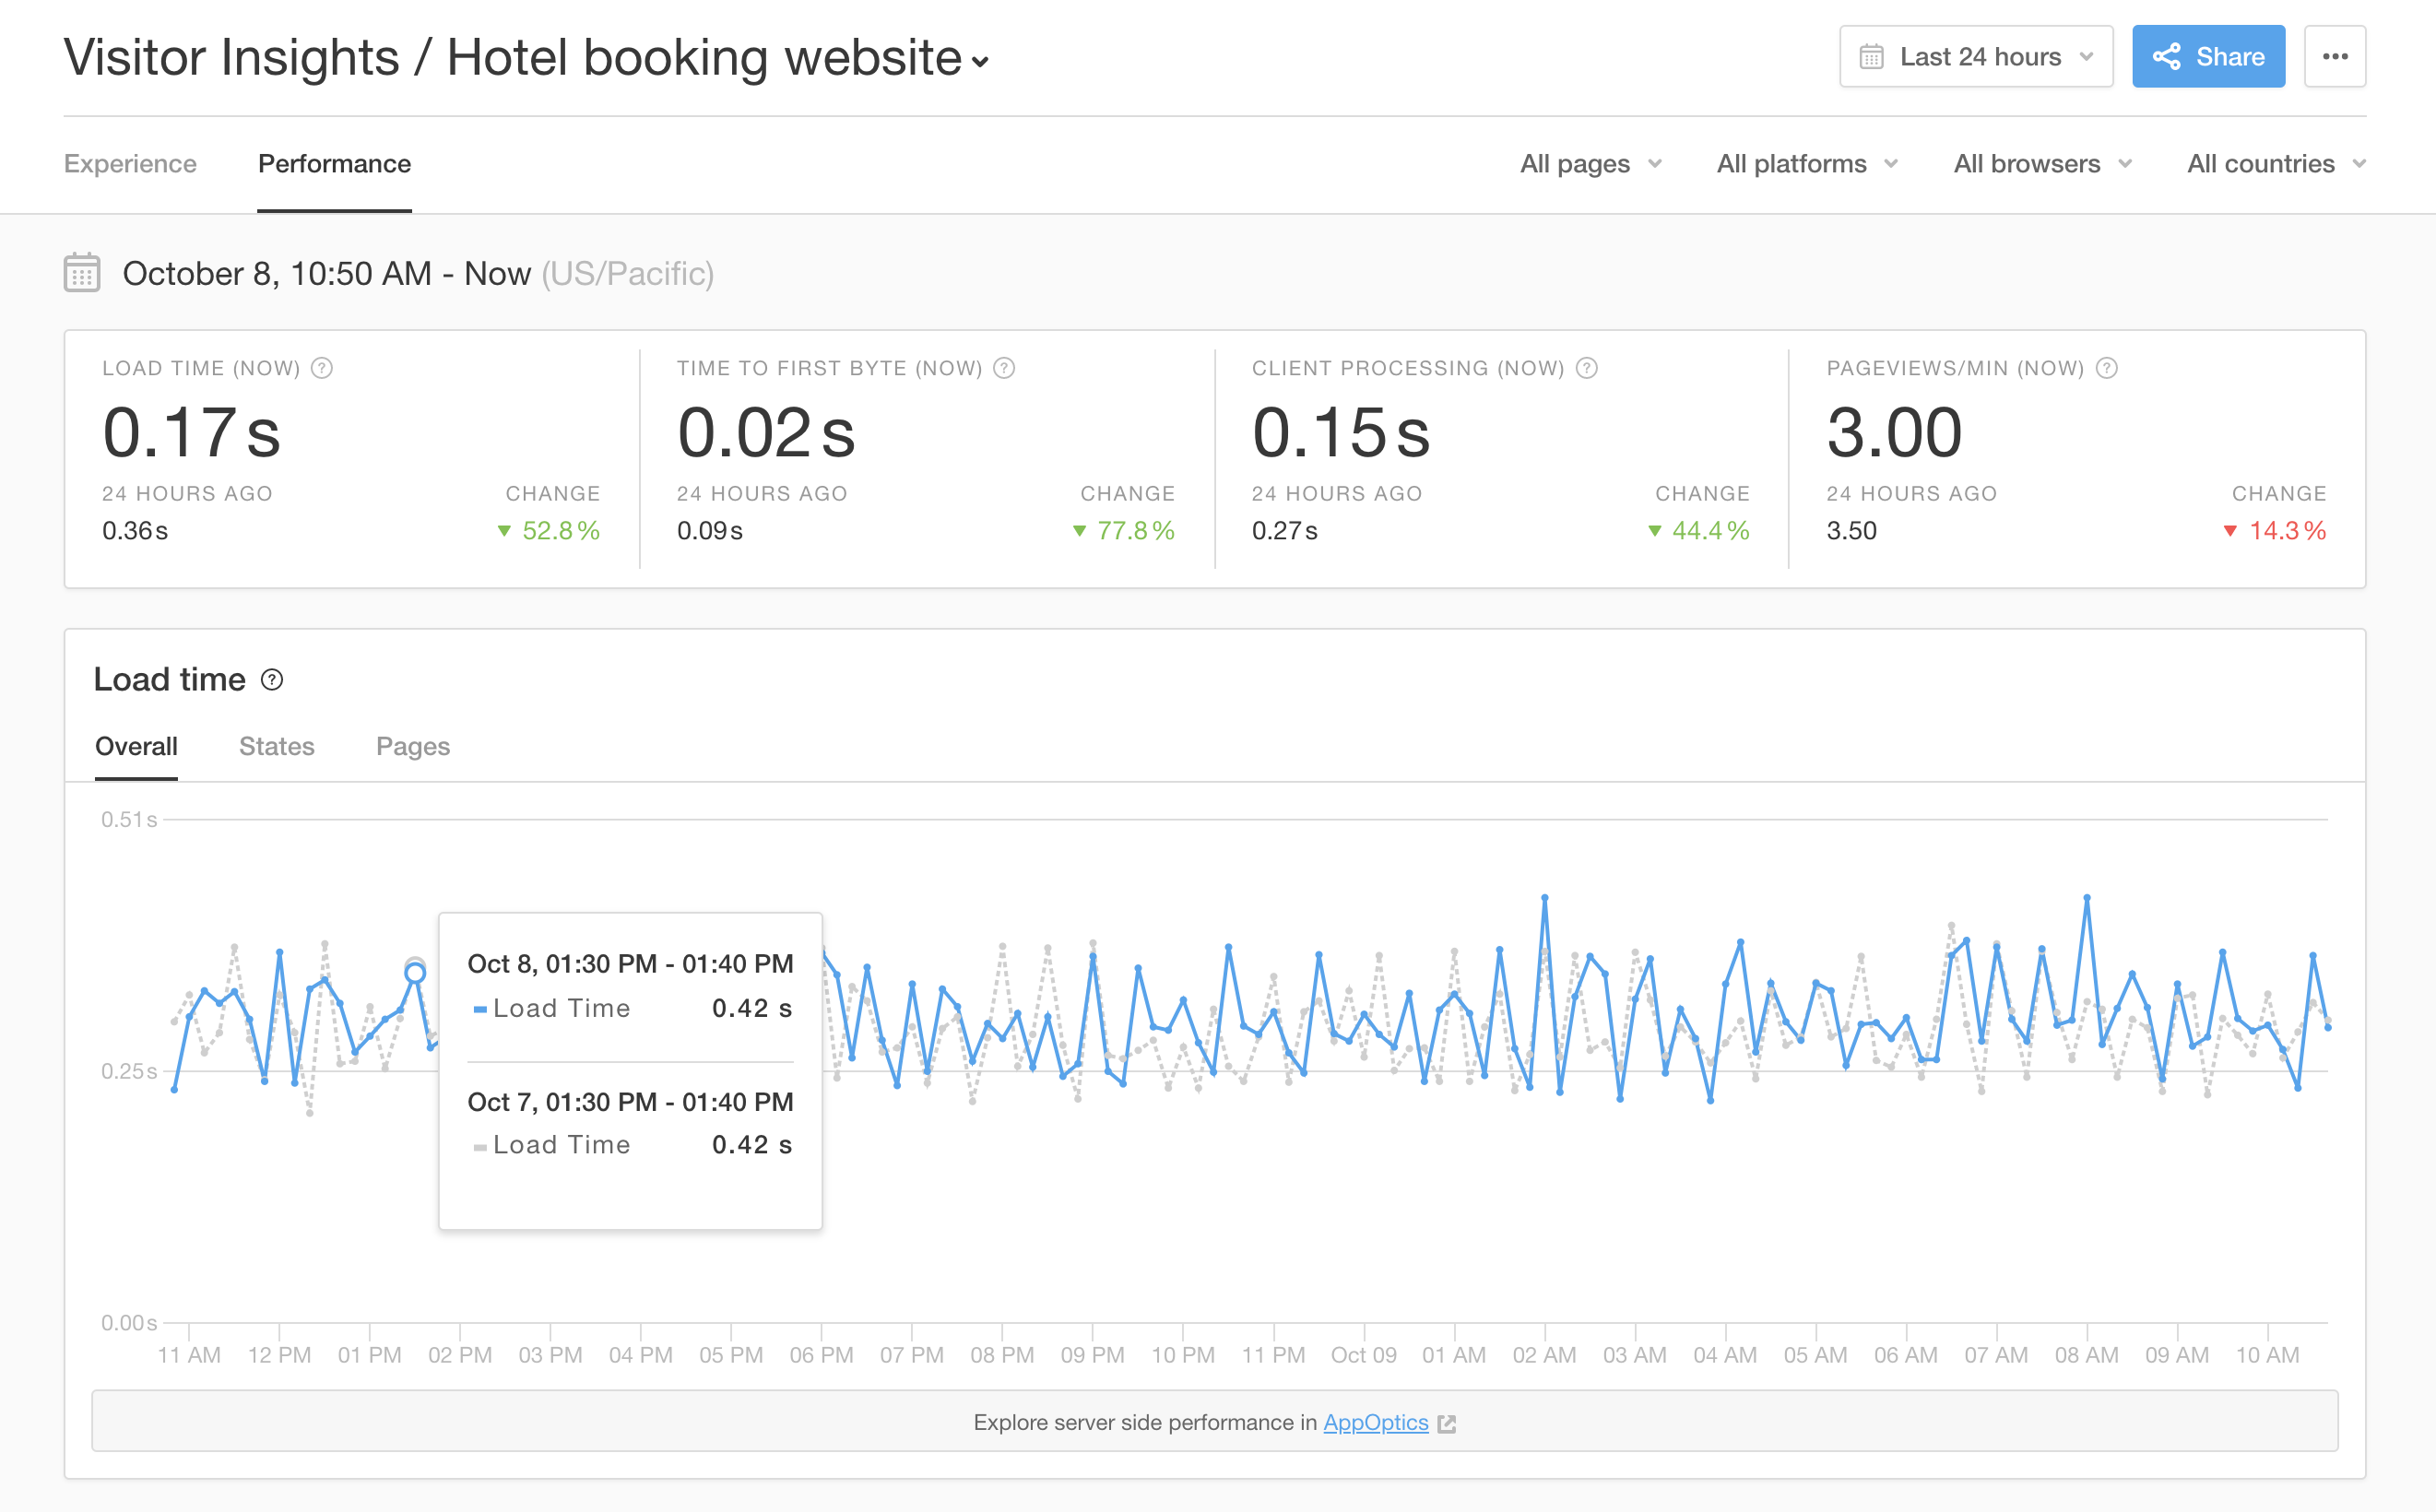 Visitor Insights / Hotel booking website
Last 24 hours
Share
Experience
Performance
All pages
All platforms
All browsers
All countries
October 8, 10:50 AM - Now (US/Pacific)
LOAD TIME (NOW) ?
0.17 s
24 HOURS AGO
CHANGE
0.36 s
▼ 52.8 %
TIME TO FIRST BYTE (NOW) ?
0.02 s
24 HOURS AGO
CHANGE
0.09 s
▼ 77.8 %
CLIENT PROCESSING (NOW) ?
0.15 s
24 HOURS AGO
CHANGE
0.27 s
▼ 44.4 %
PAGEVIEWS/MIN (NOW) ?
3.00
24 HOURS AGO
CHANGE
3.50
▼ 14.3 %
Load time ?
Overall
States
Pages
0.51 s
0.25 s
0.00 s
Oct 8, 01:30 PM - 01:40 PM
Load Time 0.42 s
Oct 7, 01:30 PM - 01:40 PM
Load Time 0.42 s
11 AM 12 PM 01 PM 02 PM 03 PM 04 PM 05 PM 06 PM 07 PM 08 PM 09 PM 10 PM 11 PM Oct 09 01 AM 02 AM 03 AM 04 AM 05 AM 06 AM 07 AM 08 AM 09 AM 10 AM
Explore server side performance in AppOptics